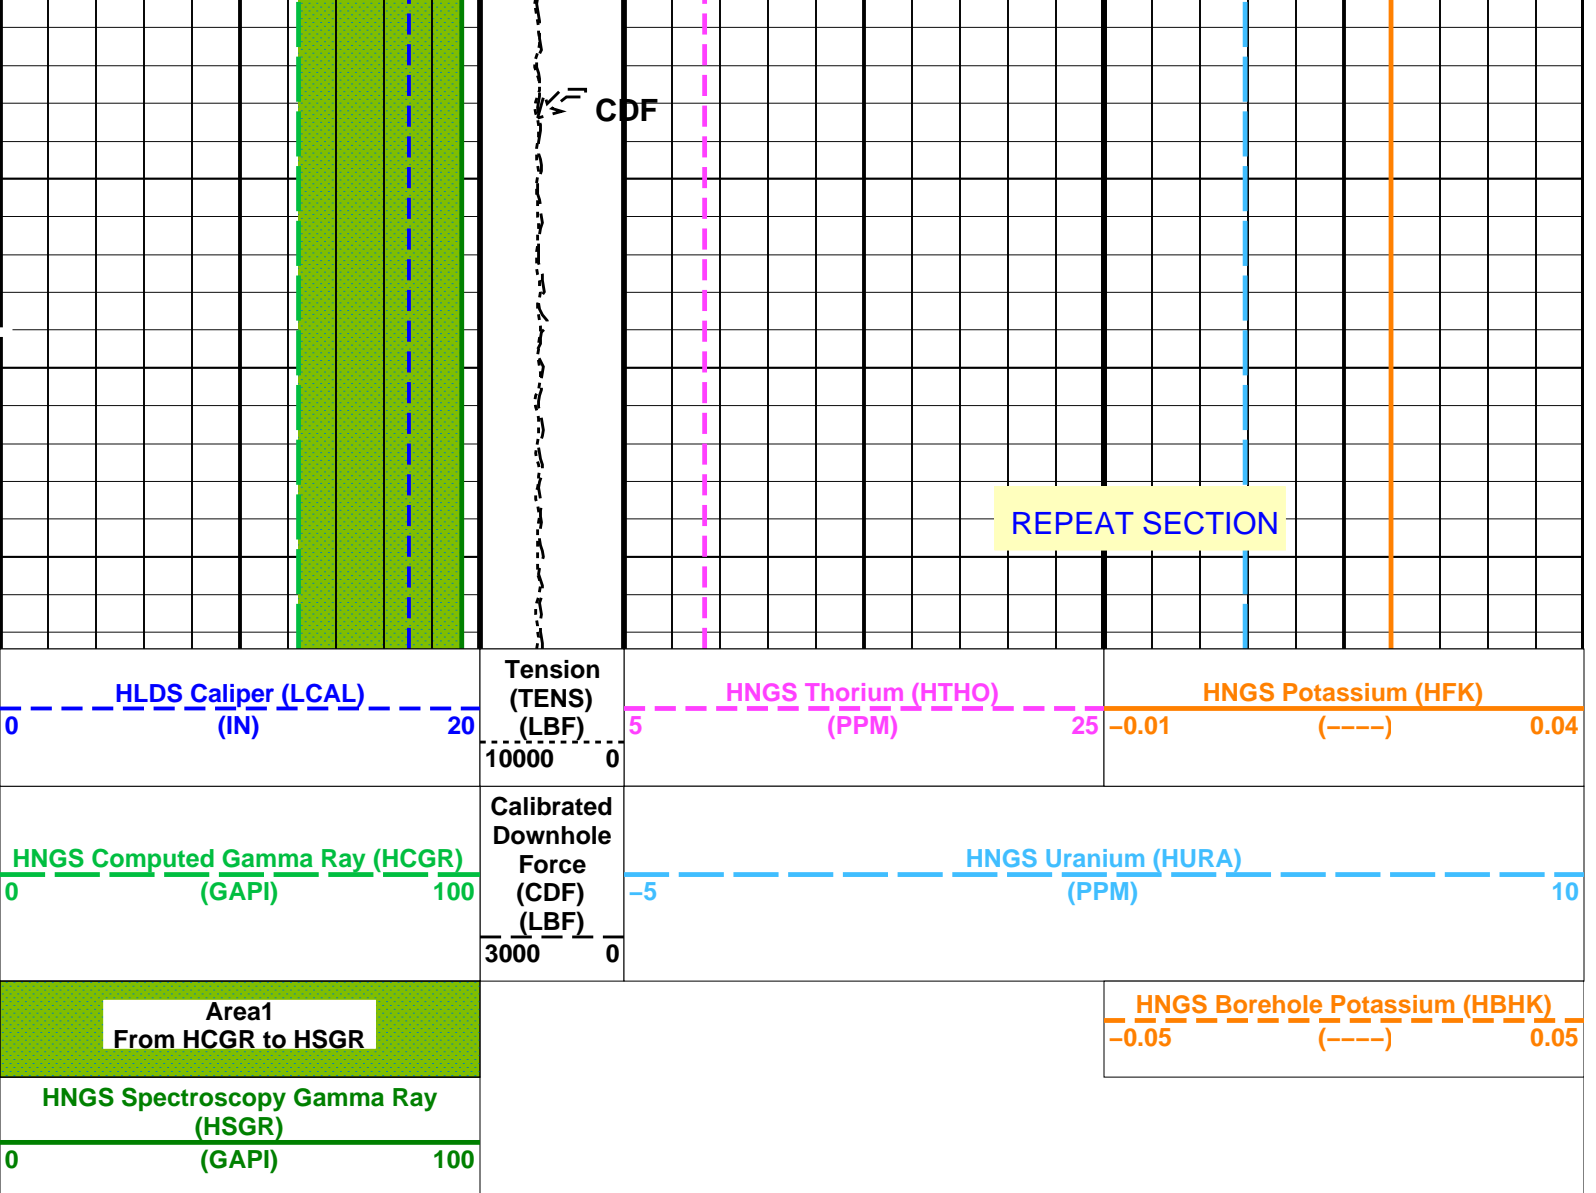 CDF
REPEAT SECTION
HLDS Caliper (LCAL)
0 (IN) 20
Tension
(TENS)
(LBF)
10000 0
HNGS Thorium (HTHO)
5 (PPM) 25
HNGS Potassium (HFK)
−0.01 (−−−−) 0.04
HNGS Computed Gamma Ray (HCGR)
0 (GAPI) 100
Calibrated
Downhole
Force
(CDF)
(LBF)
3000 0
HNGS Uranium (HURA)
−5 (PPM) 10
Area1
From HCGR to HSGR
HNGS Borehole Potassium (HBHK)
−0.05 (−−−−) 0.05
HNGS Spectroscopy Gamma Ray
(HSGR)
0 (GAPI) 100